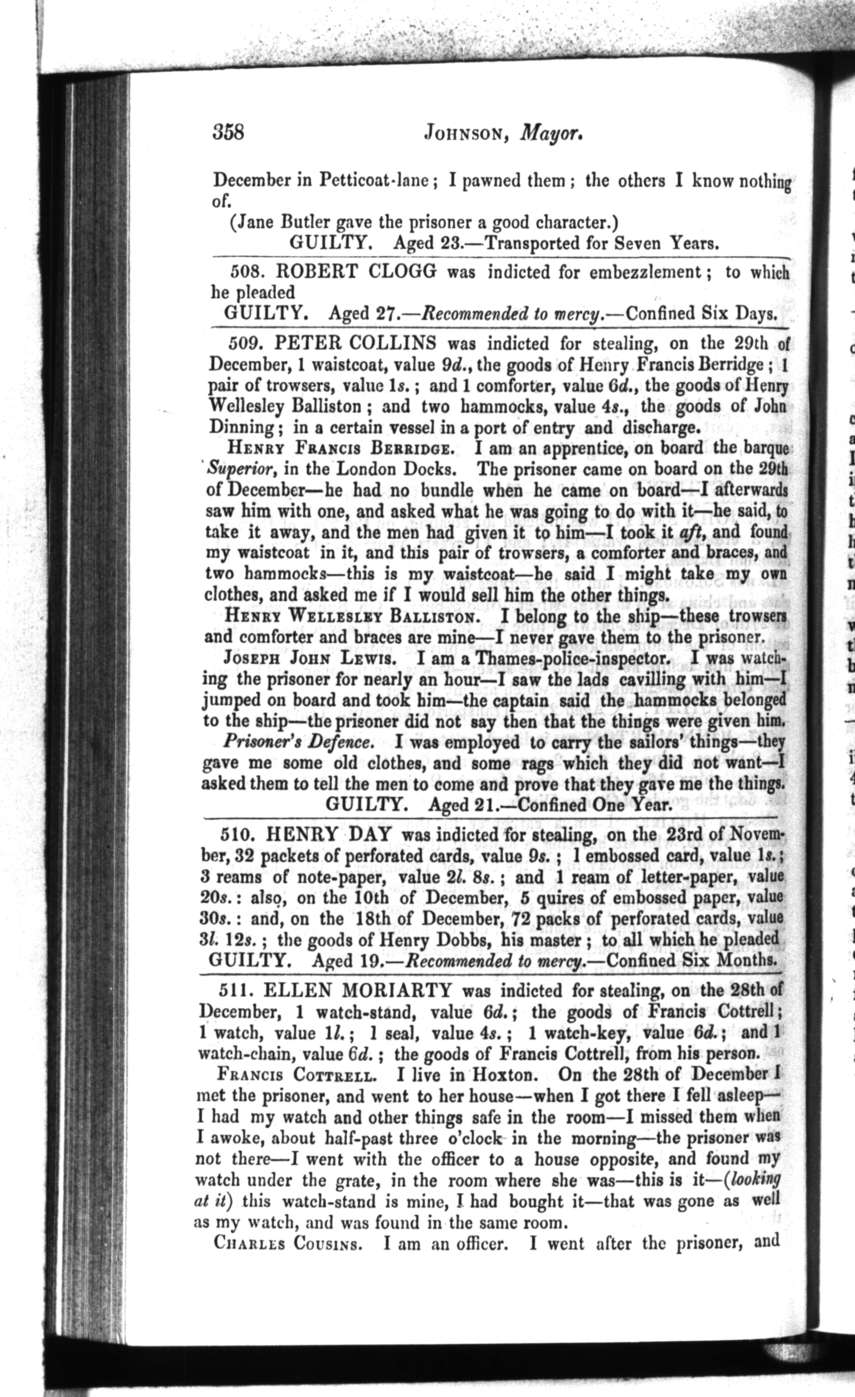 358 JOHNSON, Mayor.
December in Petticoat-lane; I pawned them; the others I know nothing
of.
(Jane Butler gave the prisoner a good character.)
GUILTY. Aged 23.—Transported for Seven Years.
508. ROBERT CLOGG was indicted for embezzlement; to which
he pleaded
GUILTY. Aged 27.—Recommended to mercy.—Confined Six Days.
509. PETER COLLINS was indicted for stealing, on the 29th of
December, 1 waistcoat, value 9d., the goods of Henry Francis Berridge; 1
pair of trowsers, value 1s.; and 1 comforter, value 6d., the goods of Henry
Wellesley Balliston; and two hammocks, value 4s., the goods of John
Dinning; in a certain vessel in a port of entry and discharge.
HENRY FRANCIS BERRIDGE. I am an apprentice, on board the barque
Superior, in the London Docks. The prisoner came on board on the 29th
of December—he had no bundle when he came on board—I afterwards
saw him with one, and asked what he was going to do with it—he said, to
take it away, and the men had given it to him—I took it aft, and found
my waistcoat in it, and this pair of trowsers, a comforter and braces, and
two hammocks—this is my waistcoat—he said I might take my own
clothes, and asked me if I would sell him the other things.
HENRY WELLESLEY BALLISTON. I belong to the ship—these trowsers
and comforter and braces are mine—I never gave them to the prisoner.
JOSEPH JOHN LEWIS. I am a Thames-police-inspector. I was watch-
ing the prisoner for nearly an hour—I saw the lads cavilling with him—I
jumped on board and took him—the captain said the hammocks belonged
to the ship—the prisoner did not say then that the things were given him.
Prisoner's Defence. I was employed to carry the sailors' things—they
gave me some old clothes, and some rags which they did not want—I
asked them to tell the men to come and prove that they gave me the things.
GUILTY. Aged 21.—Confined One Year.
510. HENRY DAY was indicted for stealing, on the 23rd of Novem-
ber, 32 packets of perforated cards, value 9s.; 1 embossed card, value 1s.;
3 reams of note-paper, value 2l. 8s.; and 1 ream of letter-paper, value
20s.: also, on the 10th of December, 5 quires of embossed paper, value
30s.: and, on the 18th of December, 72 packs of perforated cards, value
3l. 12s.; the goods of Henry Dobbs, his master; to all which he pleaded
GUILTY. Aged 19.—Recommended to mercy.—Confined Six Months.
511. ELLEN MORIARTY was indicted for stealing, on the 28th of
December, 1 watch-stand, value 6d.; the goods of Francis Cottrell;
1 watch, value 1l.; 1 seal, value 4s.; 1 watch-key, value 6d.; and 1
watch-chain, value 6d.; the goods of Francis Cottrell, from his person.
FRANCIS COTTRELL. I live in Hoxton. On the 28th of December I
met the prisoner, and went to her house—when I got there I fell asleep—
I had my watch and other things safe in the room—I missed them when
I awoke, about half-past three o'clock in the morning—the prisoner was
not there—I went with the officer to a house opposite, and found my
watch under the grate, in the room where she was—this is it—(looking
at it) this watch-stand is mine, I had bought it—that was gone as well
as my watch, and was found in the same room.
CHARLES COUSINS. I am an officer. I went after the prisoner, and